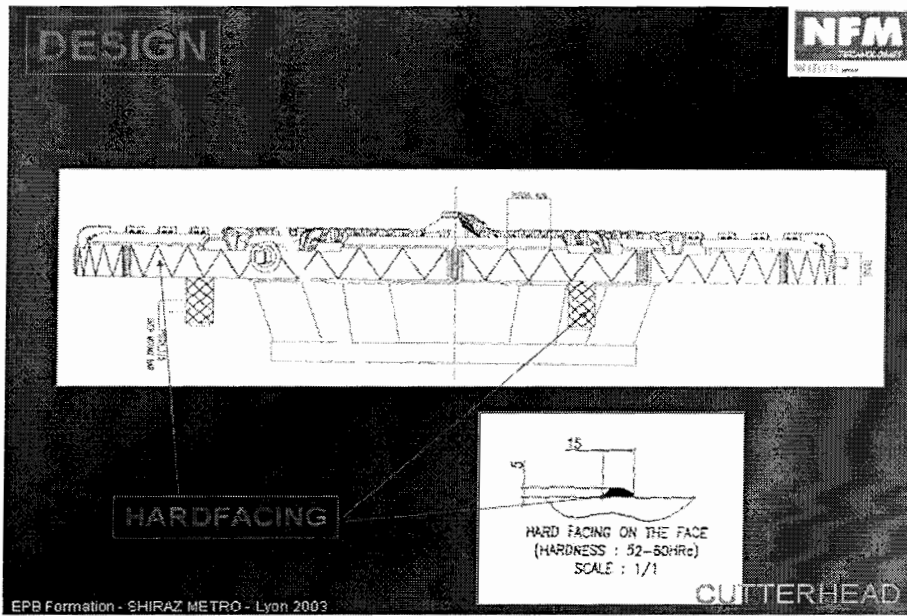 DESIGN
NFM
TECHNOLOGIES
HARDFACING
15
5
HARD FACING ON THE FACE
(HARDNESS : 52-60HRc)
SCALE : 1/1
CUTTERHEAD
EPB Formation - SHIRAZ METRO - Lyon 2003